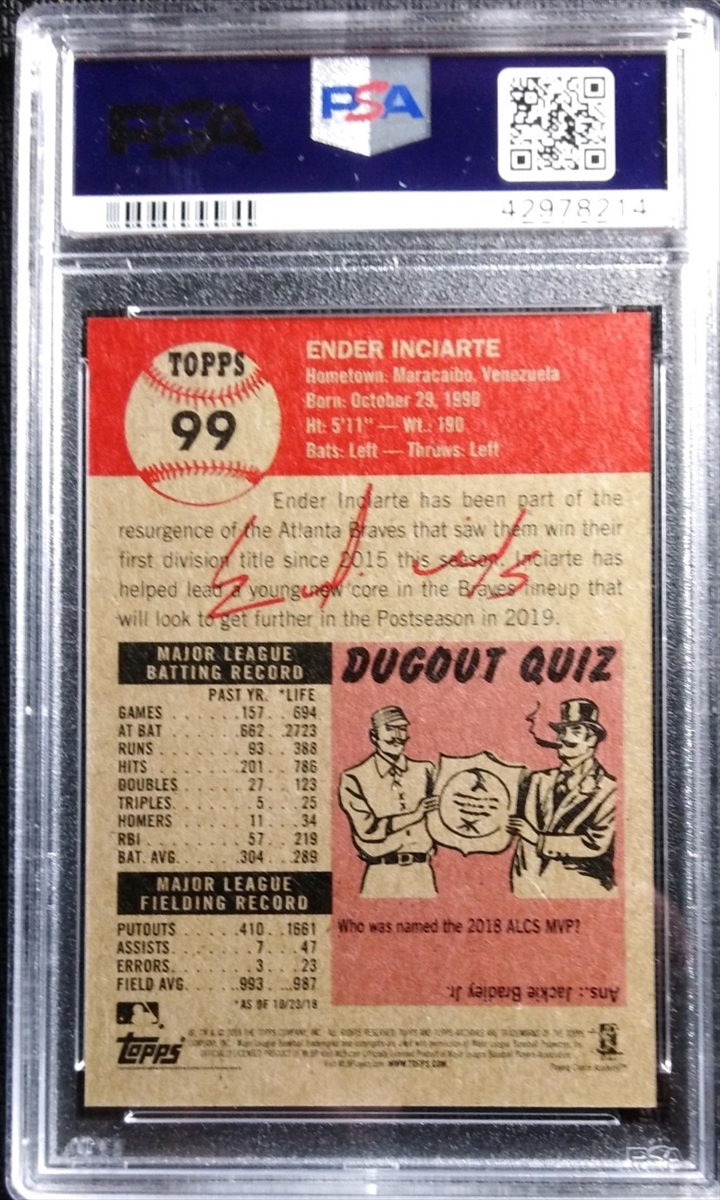 PSA
PSA
42978214
TOPPS
99
ENDER INCIARTE
Hometown: Maracaibo, Venezuela
Born: October 29, 1990
Ht: 5'11" — Wt.: 190
Bats: Left — Throws: Left
Ender Inciarte has been part of the
resurgence of the Atlanta Braves that saw them win their
first division title since 2015 this season. Inciarte has
helped lead a young new core in the Braves lineup that
will look to get further in the Postseason in 2019.
MAJOR LEAGUE
BATTING RECORD
PAST YR. *LIFE
GAMES . . . . . . . 157 . . 694
AT BAT . . . . . . . 662 . . 2723
RUNS . . . . . . . 93 . . 388
HITS . . . . . . . 201 . . 786
DOUBLES . . . . . . 27 . . 123
TRIPLES . . . . . . . 5 . . . 25
HOMERS . . . . . . 11 . . . 34
RBI . . . . . . . 57 . . 219
BAT. AVG. . . . . . .304 . . .289
MAJOR LEAGUE
FIELDING RECORD
PUTOUTS . . . . . 410 . . 1661
ASSISTS. . . . . . . 7 . . . 47
ERRORS. . . . . . . 3 . . . 23
FIELD AVG. . . . . .993 . . .987
*AS OF 10/23/18
DUGOUT QUIZ
Who was named the 2018 ALCS MVP?
Ans.: Jackie Bradley Jr.
Topps
WWW.TOPPS.COM
PSA